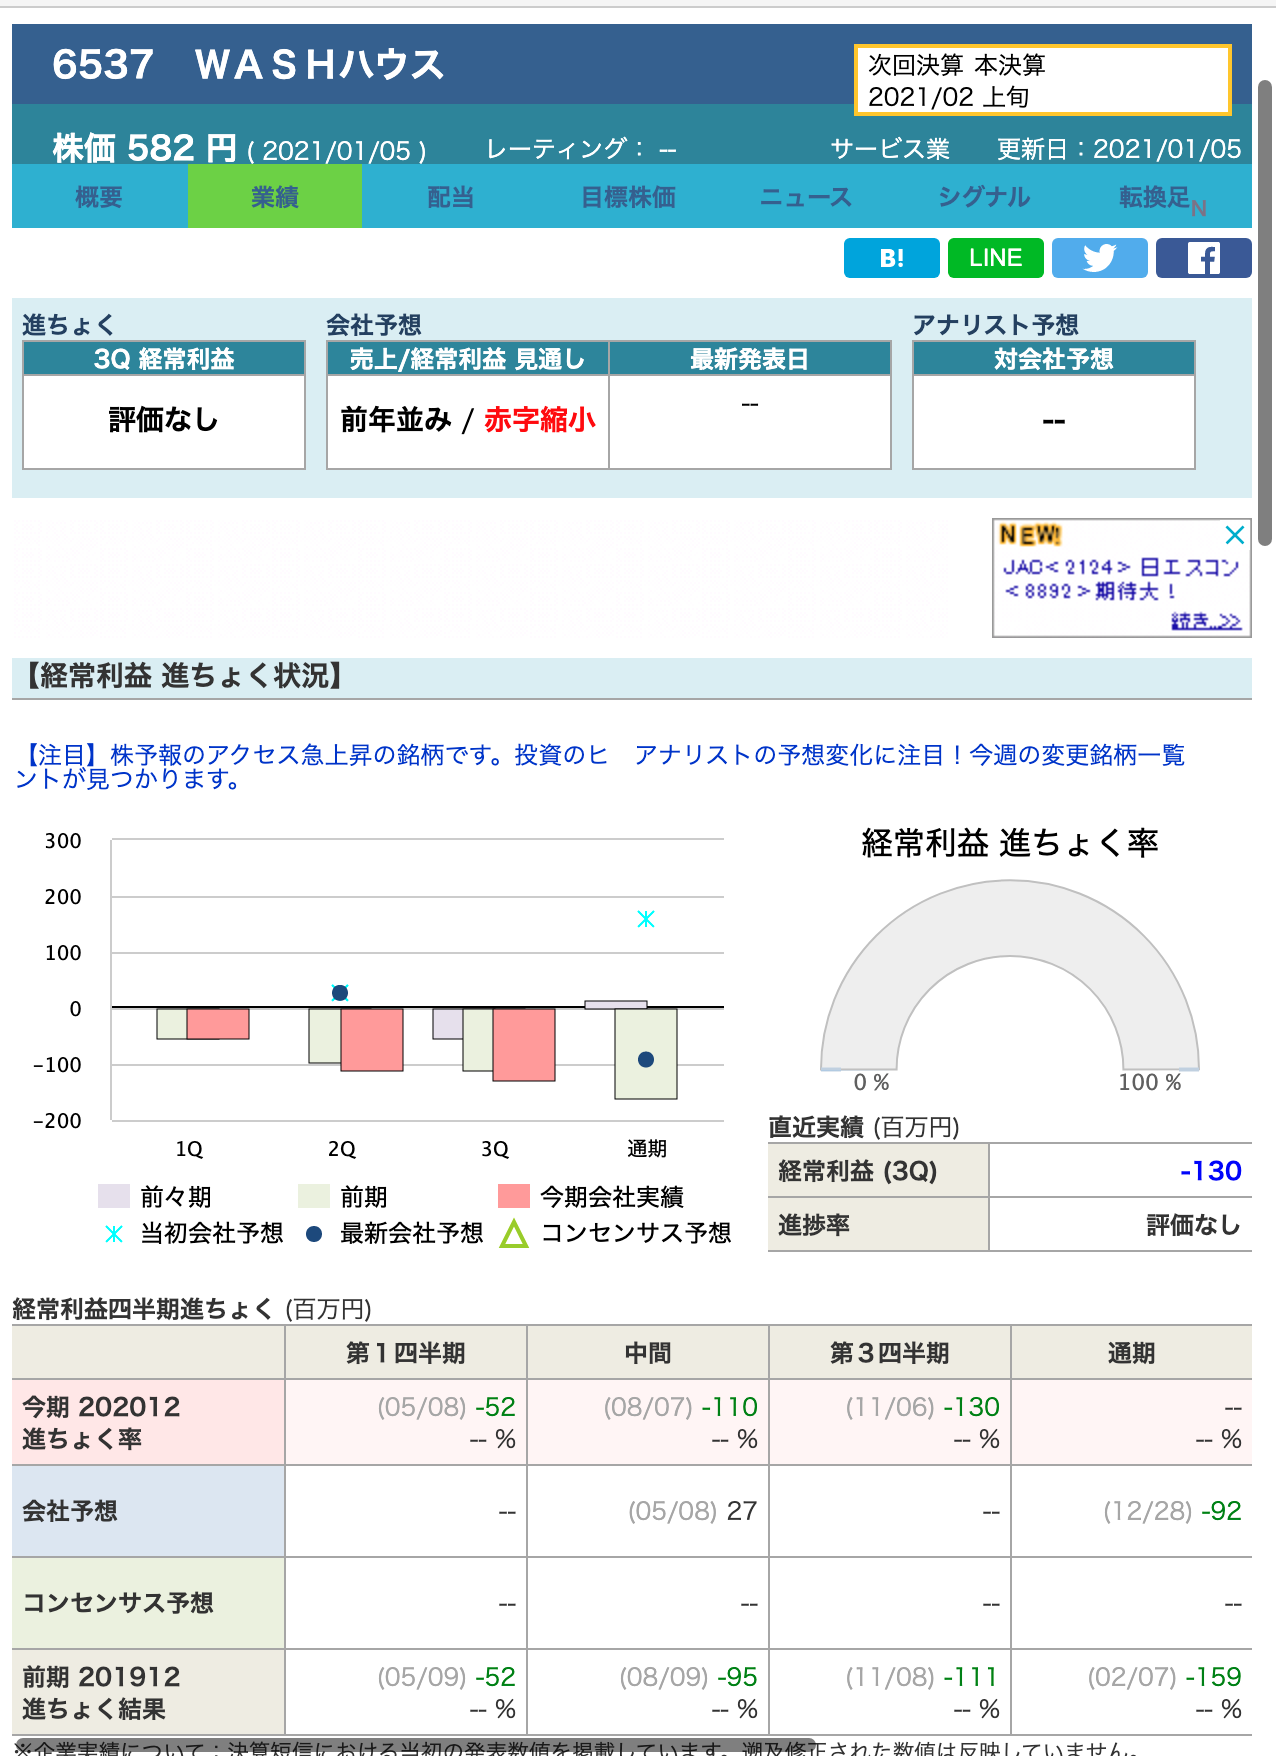 6537　ＷＡＳＨハウス
次回決算 本決算
2021/02 上旬
株価 582 円 ( 2021/01/05 )　レーティング： --　サービス業　更新日：2021/01/05
概要　業績　配当　目標株価　ニュース　シグナル　転換足N
B!　LINE
進ちょく　会社予想　アナリスト予想
3Q 経常利益　売上/経常利益 見通し　最新発表日　対会社予想
評価なし　前年並み / 赤字縮小　--　--
NEW!
JAC<2124> 日エスコン
<8892>期待大！
続き..>>
【経常利益 進ちょく状況】
【注目】株予報のアクセス急上昇の銘柄です。投資のヒ
ントが見つかります。
アナリストの予想変化に注目！今週の変更銘柄一覧
300
200
100
0
-100
-200
1Q　2Q　3Q　通期
前々期　前期　今期会社実績
当初会社予想　最新会社予想　コンセンサス予想
経常利益 進ちょく率
0 %　100 %
直近実績 (百万円)
経常利益 (3Q)　-130
進捗率　評価なし
経常利益四半期進ちょく (百万円)
第１四半期　中間　第３四半期　通期
今期 202012　(05/08) -52　(08/07) -110　(11/06) -130　--
進ちょく率　-- %　-- %　-- %　-- %
会社予想　--　(05/08) 27　--　(12/28) -92
コンセンサス予想　--　--　--　--
前期 201912　(05/09) -52　(08/09) -95　(11/08) -111　(02/07) -159
進ちょく結果　-- %　-- %　-- %　-- %
※企業実績について：決算短信における当初の発表数値を掲載しています。遡及修正された数値は反映していません。